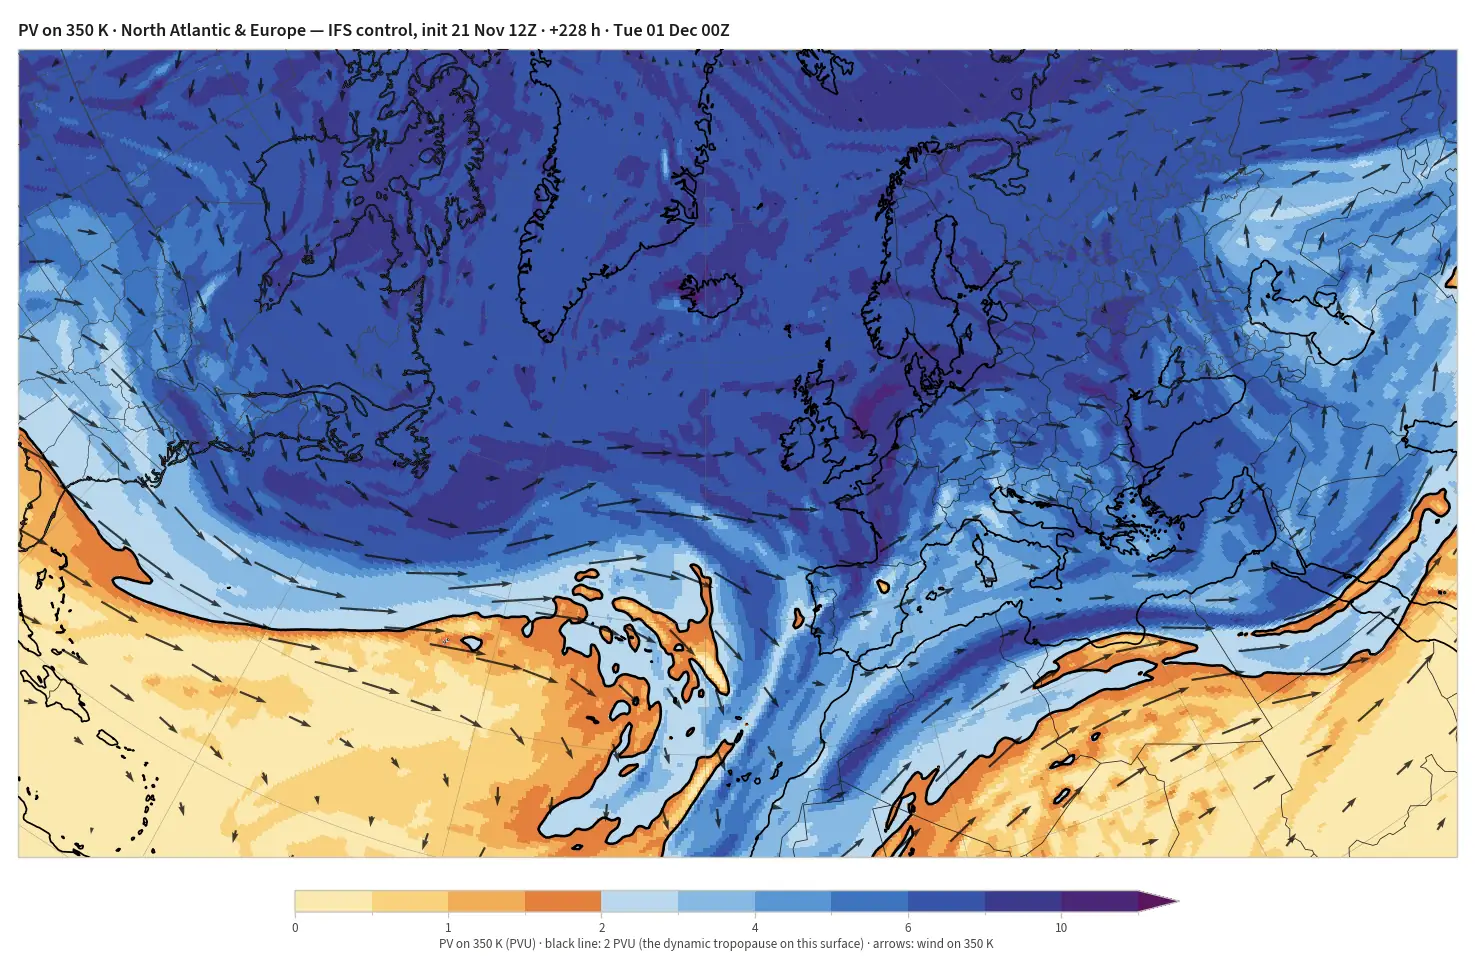 PV on 350 K · North Atlantic & Europe — IFS control, init 21 Nov 12Z · +228 h · Tue 01 Dec 00Z
0 1 2 4 6 10
PV on 350 K (PVU) · black line: 2 PVU (the dynamic tropopause on this surface) · arrows: wind on 350 K